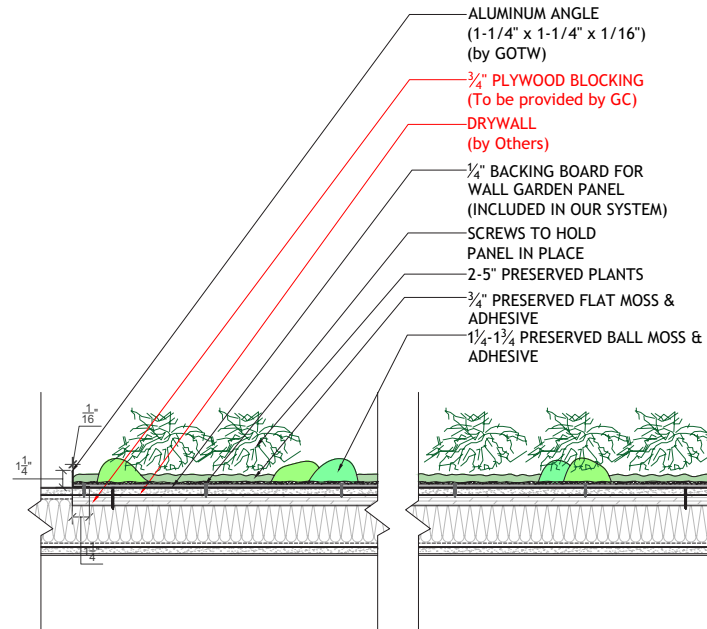 ALUMINUM ANGLE
(1-1/4" x 1-1/4" x 1/16")
(by GOTW)
¾" PLYWOOD BLOCKING
(To be provided by GC)
DRYWALL
(by Others)
¼" BACKING BOARD FOR
WALL GARDEN PANEL
(INCLUDED IN OUR SYSTEM)
SCREWS TO HOLD
PANEL IN PLACE
2-5" PRESERVED PLANTS
¾" PRESERVED FLAT MOSS &
ADHESIVE
1¼-1¾ PRESERVED BALL MOSS &
ADHESIVE
1/16"
1¼"
1¼"